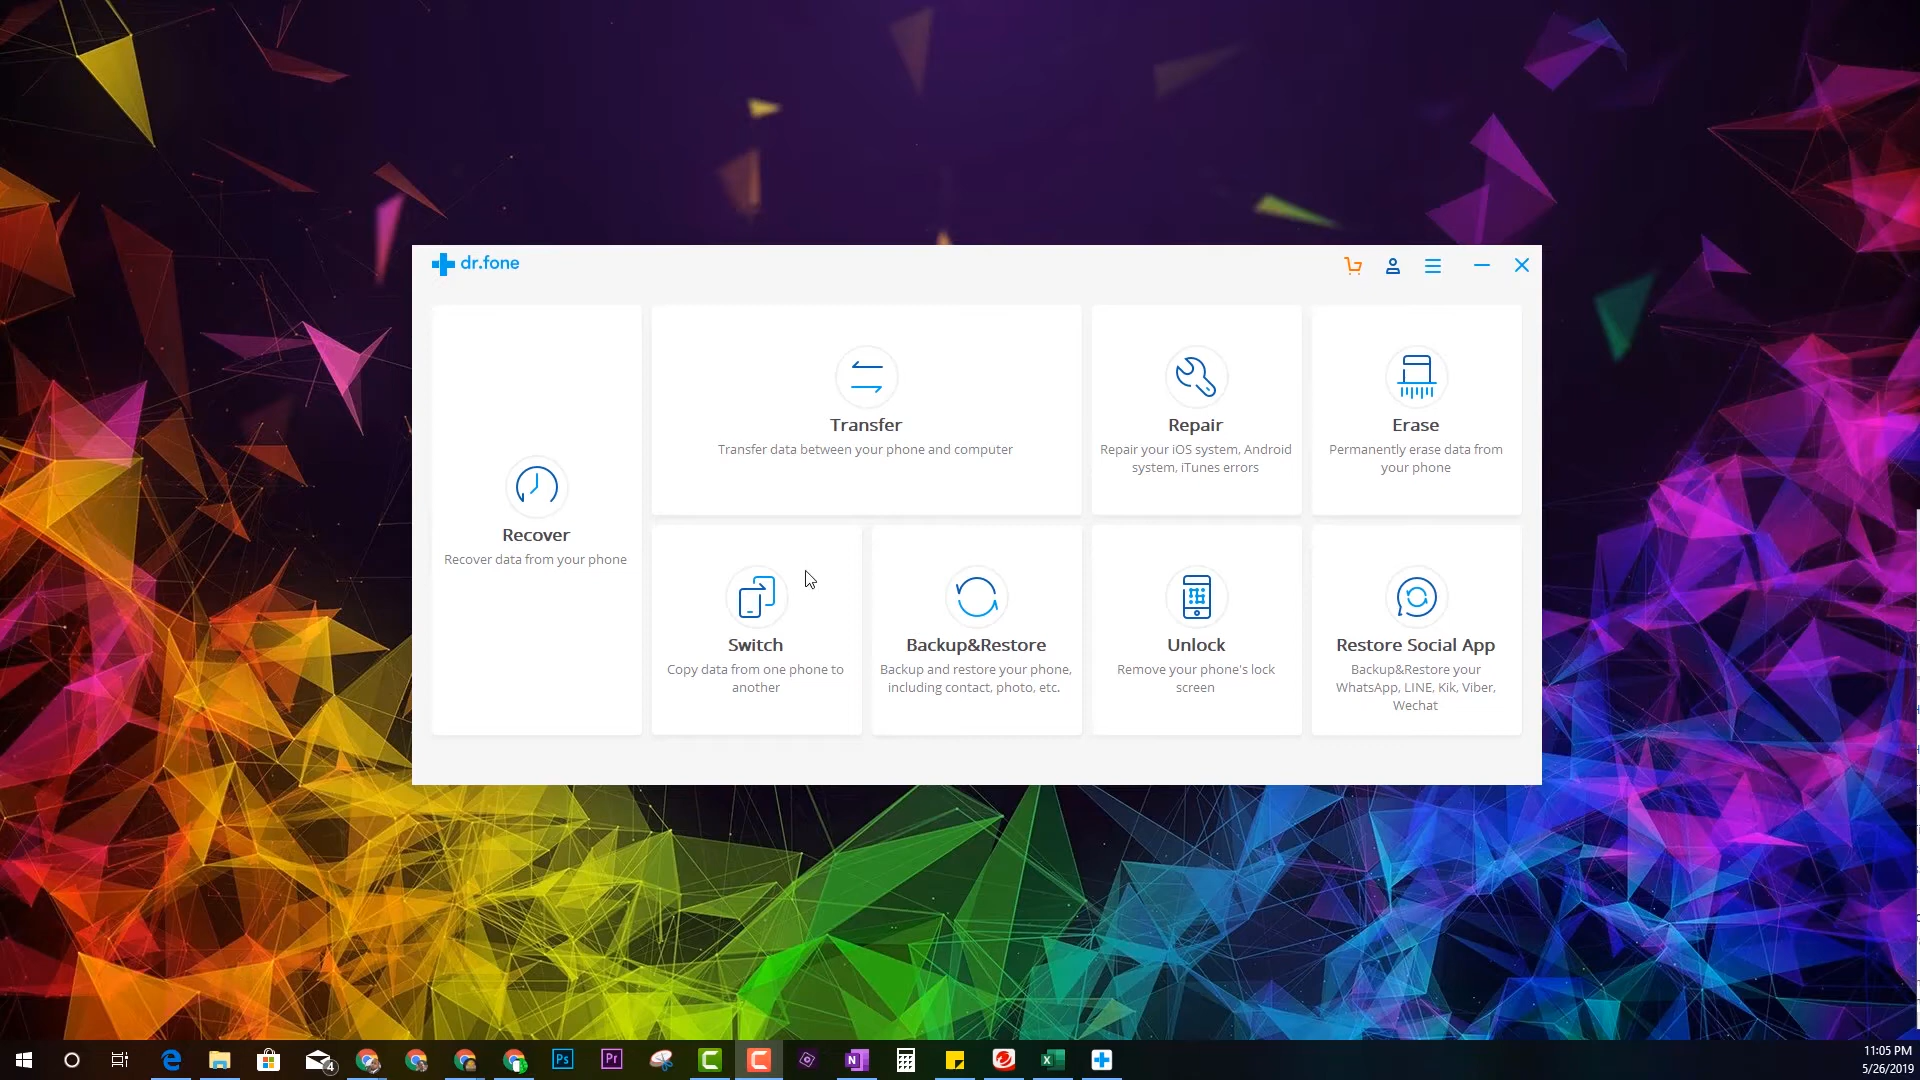 dr.fone
Recover
Recover data from your phone
Transfer
Transfer data between your phone and computer
Repair
Repair your iOS system, Android
system, iTunes errors
Erase
Permanently erase data from
your phone
Switch
Copy data from one phone to
another
Backup&Restore
Backup and restore your phone,
including contact, photo, etc.
Unlock
Remove your phone's lock
screen
Restore Social App
Backup&Restore your
WhatsApp, LINE, Kik, Viber,
Wechat
4
Ps
Pr
N
X
11:05 PM
5/26/2019